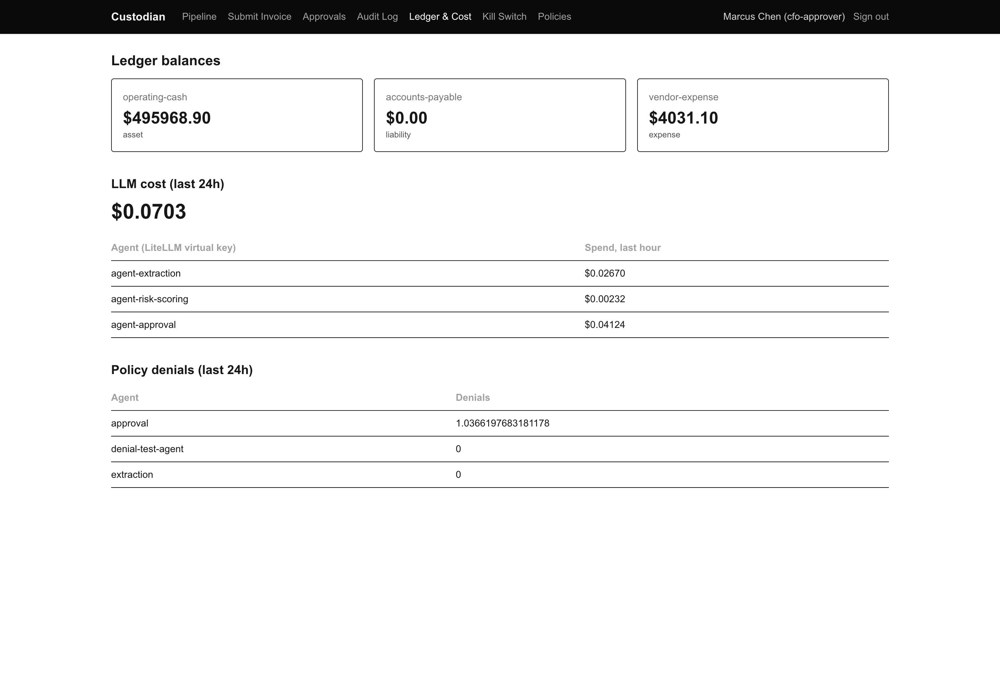 Custodian Pipeline Submit Invoice Approvals Audit Log Ledger & Cost Kill Switch Policies Marcus Chen (cfo-approver) Sign out
Ledger balances
operating-cash accounts-payable vendor-expense
$495968.90 $0.00 $4031.10
asset liability expense
LLM cost (last 24h)
$0.0703
Agent (LiteLLM virtual key) Spend, last hour
agent-extraction $0.02670
agent-risk-scoring $0.00232
agent-approval $0.04124
Policy denials (last 24h)
Agent Denials
approval 1.0366197683181178
denial-test-agent 0
extraction 0